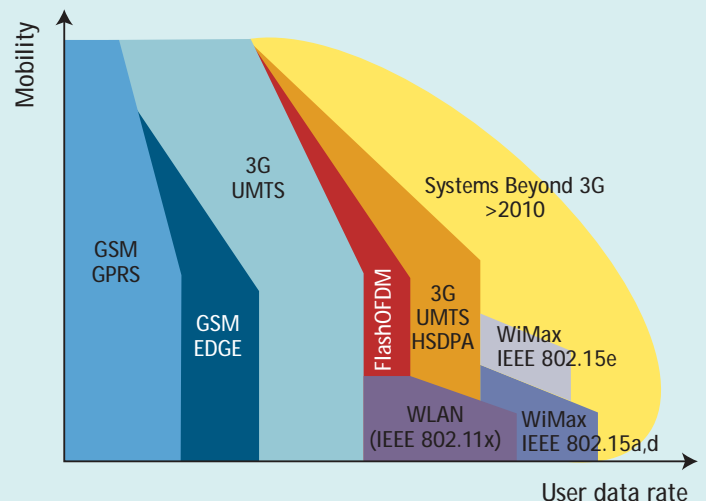 Mobility
GSM
GPRS
GSM
EDGE
3G
UMTS
FlashOFDM
3G
UMTS
HSDPA
Systems Beyond 3G
>2010
WiMax
IEEE 802.15e
WLAN
(IEEE 802.11x)
WiMax
IEEE 802.15a,d
User data rate